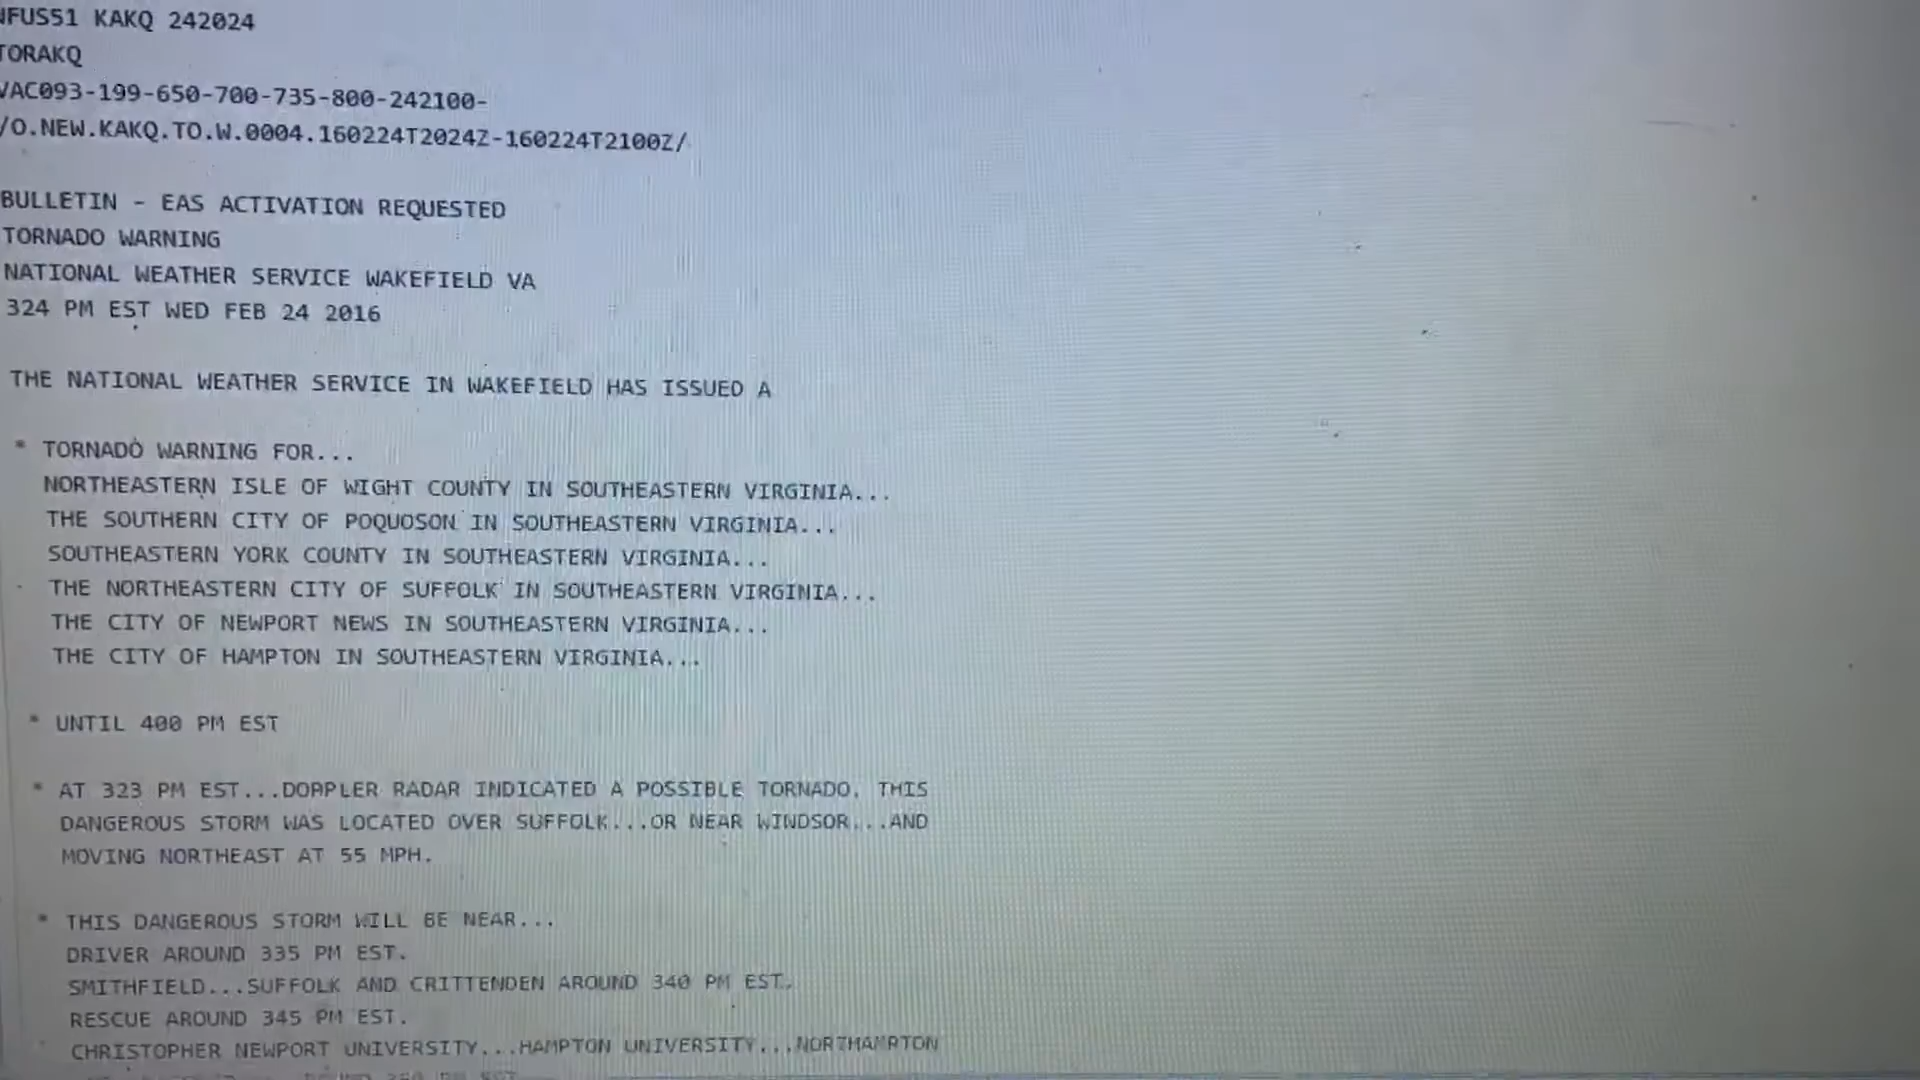 WFUS51 KAKQ 242024
TORAKQ
VAC093-199-650-700-735-800-242100-
/O.NEW.KAKQ.TO.W.0004.160224T2024Z-160224T2100Z/
BULLETIN - EAS ACTIVATION REQUESTED
TORNADO WARNING
NATIONAL WEATHER SERVICE WAKEFIELD VA
324 PM EST WED FEB 24 2016
THE NATIONAL WEATHER SERVICE IN WAKEFIELD HAS ISSUED A
* TORNADO WARNING FOR...
NORTHEASTERN ISLE OF WIGHT COUNTY IN SOUTHEASTERN VIRGINIA...
THE SOUTHERN CITY OF POQUOSON IN SOUTHEASTERN VIRGINIA...
SOUTHEASTERN YORK COUNTY IN SOUTHEASTERN VIRGINIA...
THE NORTHEASTERN CITY OF SUFFOLK IN SOUTHEASTERN VIRGINIA...
THE CITY OF NEWPORT NEWS IN SOUTHEASTERN VIRGINIA...
THE CITY OF HAMPTON IN SOUTHEASTERN VIRGINIA...
* UNTIL 400 PM EST
* AT 323 PM EST...DOPPLER RADAR INDICATED A POSSIBLE TORNADO. THIS
DANGEROUS STORM WAS LOCATED OVER SUFFOLK...OR NEAR WINDSOR...AND
MOVING NORTHEAST AT 55 MPH.
* THIS DANGEROUS STORM WILL BE NEAR...
DRIVER AROUND 335 PM EST.
SMITHFIELD...SUFFOLK AND CRITTENDEN AROUND 340 PM EST.
RESCUE AROUND 345 PM EST.
CHRISTOPHER NEWPORT UNIVERSITY...HAMPTON UNIVERSITY...NORTHAMPTON